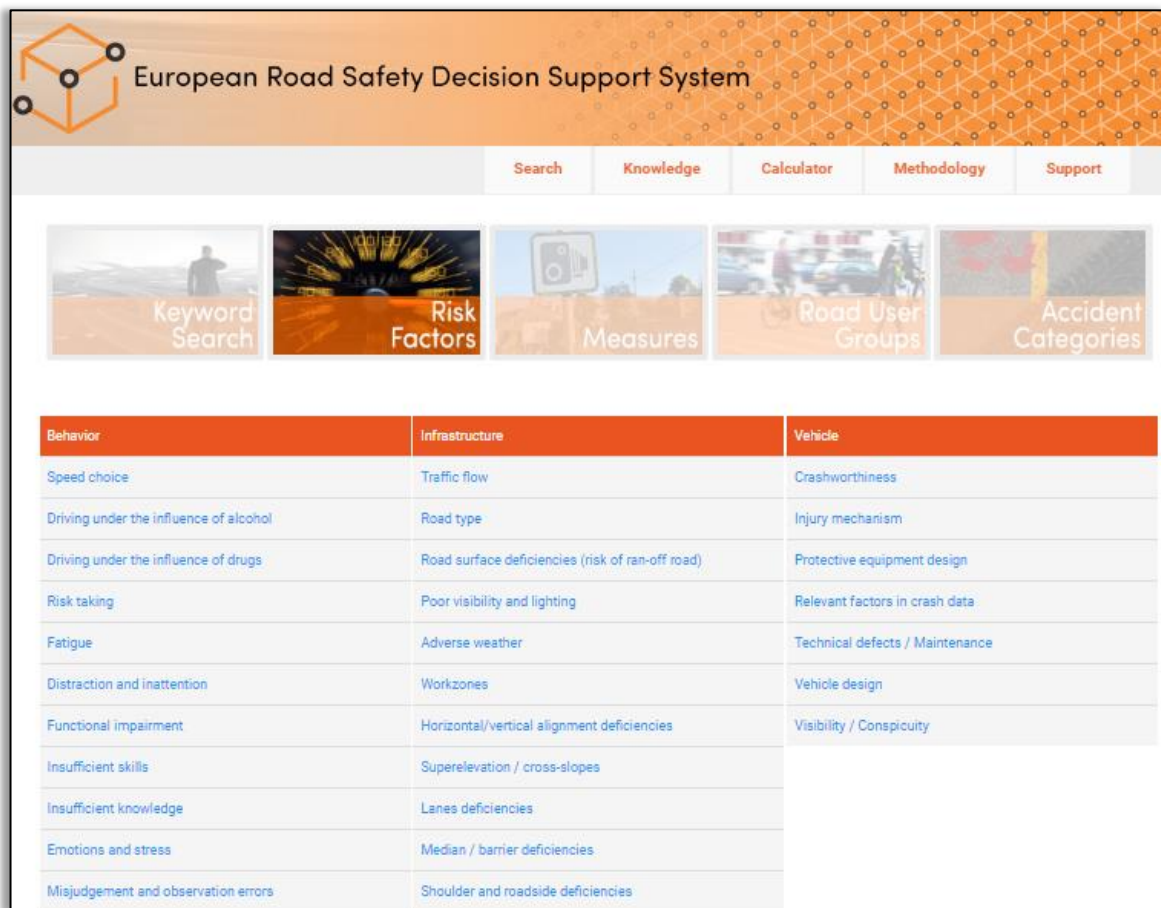 European Road Safety Decision Support System
Search
Knowledge
Calculator
Methodology
Support
Keyword
Search
Risk
Factors
Measures
Road User
Groups
Accident
Categories
Behavior
Infrastructure
Vehicle
Speed choice
Traffic flow
Crashworthiness
Driving under the influence of alcohol
Road type
Injury mechanism
Driving under the influence of drugs
Road surface deficiencies (risk of ran-off road)
Protective equipment design
Risk taking
Poor visibility and lighting
Relevant factors in crash data
Fatigue
Adverse weather
Technical defects / Maintenance
Distraction and inattention
Workzones
Vehicle design
Functional impairment
Horizontal/vertical alignment deficiencies
Visibility / Conspicuity
Insufficient skills
Superelevation / cross-slopes
Insufficient knowledge
Lanes deficiencies
Emotions and stress
Median / barrier deficiencies
Misjudgement and observation errors
Shoulder and roadside deficiencies